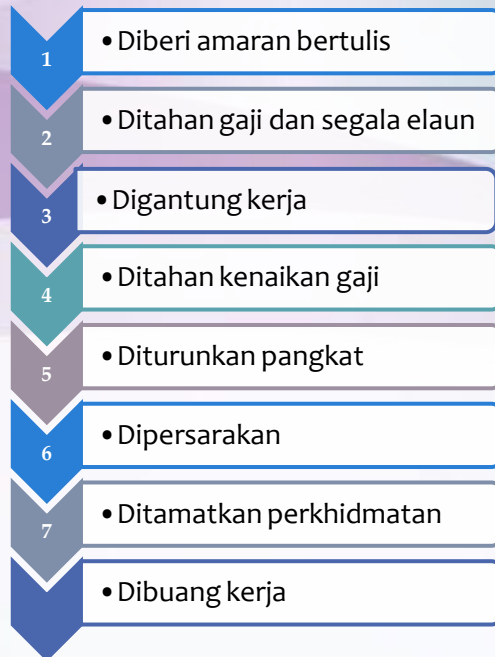 1
• Diberi amaran bertulis
2
• Ditahan gaji dan segala elaun
3
• Digantung kerja
4
• Ditahan kenaikan gaji
5
• Diturunkan pangkat
6
• Dipersarakan
7
• Ditamatkan perkhidmatan
• Dibuang kerja